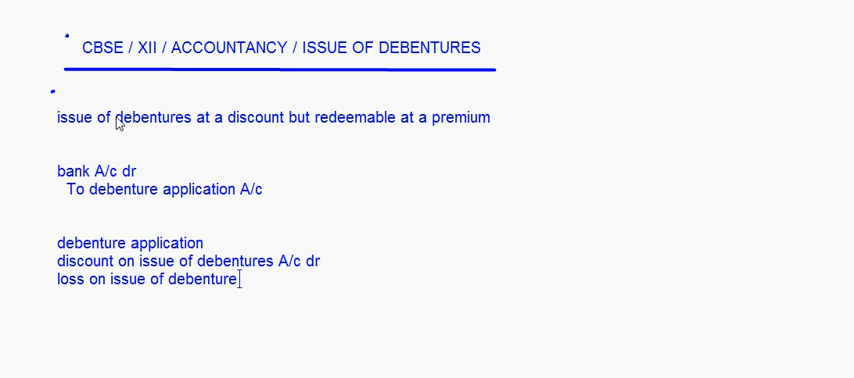 CBSE / XII / ACCOUNTANCY / ISSUE OF DEBENTURES
issue of debentures at a discount but redeemable at a premium
bank A/c dr
To debenture application A/c
debenture application
discount on issue of debentures A/c dr
loss on issue of debenture